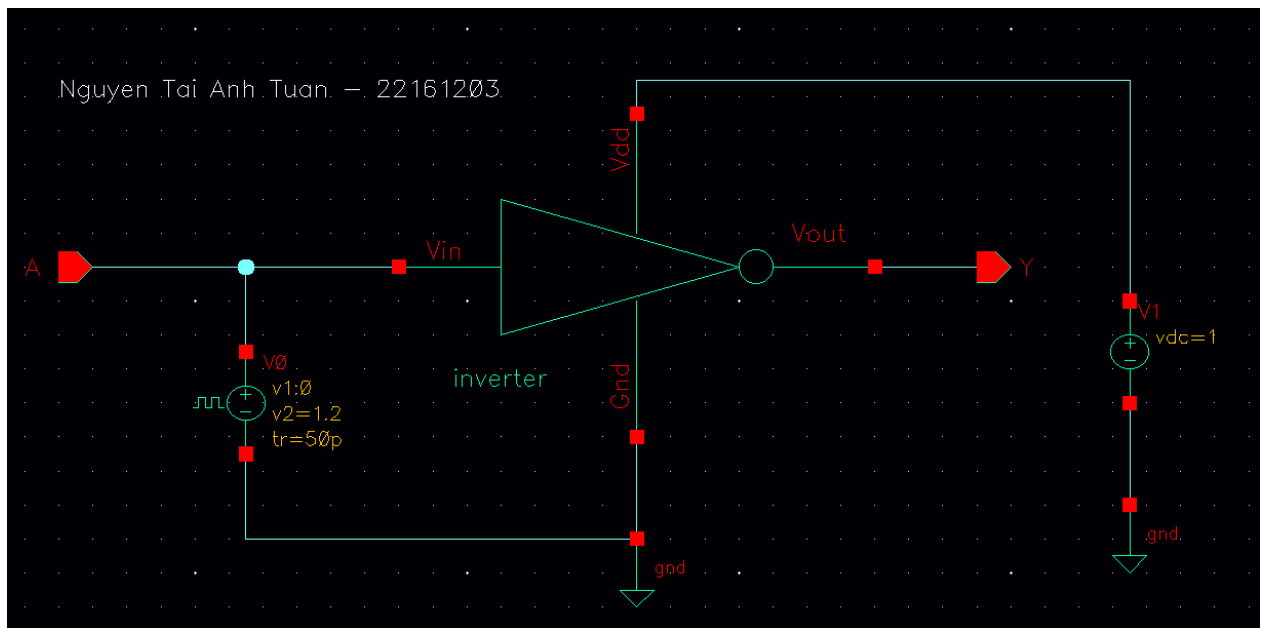 Nguyen Tai Anh Tuan - 22161203
Vdd
Vin
Vout
A
Y
V1
vdc=1
V0
v1:0
v2=1.2
tr=50p
inverter
Gnd
gnd
gnd